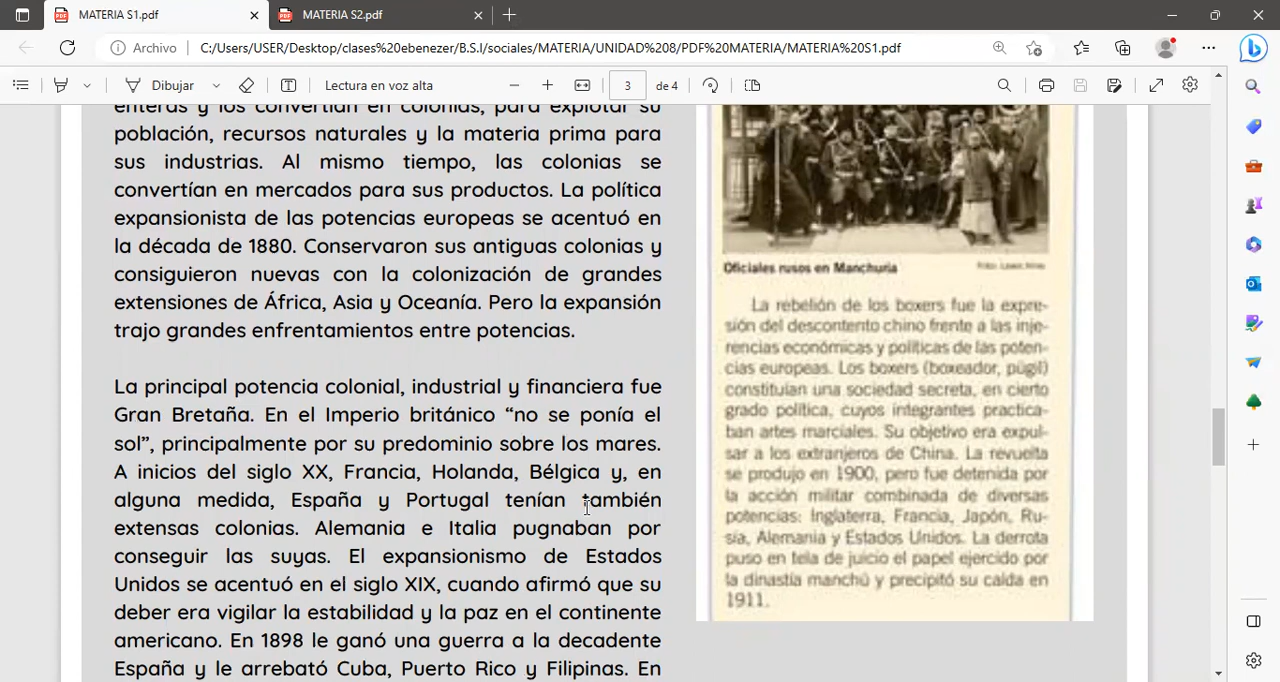 MATERIA S1.pdf
MATERIA S2.pdf
Archivo
C:/Users/USER/Desktop/clases%20ebenezer/B.S.I/sociales/MATERIA/UNIDAD%208/PDF%20MATERIA/MATERIA%20S1.pdf
Dibujar
Lectura en voz alta
3
de 4
enteras y los convertían en colonias, para explotar su
población, recursos naturales y la materia prima para
sus industrias. Al mismo tiempo, las colonias se
convertían en mercados para sus productos. La política
expansionista de las potencias europeas se acentuó en
la década de 1880. Conservaron sus antiguas colonias y
consiguieron nuevas con la colonización de grandes
extensiones de África, Asia y Oceanía. Pero la expansión
trajo grandes enfrentamientos entre potencias.
La principal potencia colonial, industrial y financiera fue
Gran Bretaña. En el Imperio británico “no se ponía el
sol”, principalmente por su predominio sobre los mares.
A inicios del siglo XX, Francia, Holanda, Bélgica y, en
alguna medida, España y Portugal tenían también
extensas colonias. Alemania e Italia pugnaban por
conseguir las suyas. El expansionismo de Estados
Unidos se acentuó en el siglo XIX, cuando afirmó que su
deber era vigilar la estabilidad y la paz en el continente
americano. En 1898 le ganó una guerra a la decadente
España y le arrebató Cuba, Puerto Rico y Filipinas. En
Oficiales rusos en Manchuria
La rebelión de los boxers fue la expre-
sión del descontento chino frente a las inje-
rencias económicas y políticas de las poten-
cias europeas. Los boxers (boxeador, púgil)
constituían una sociedad secreta, en cierto
grado política, cuyos integrantes practica-
ban artes marciales. Su objetivo era expul-
sar a los extranjeros de China. La revuelta
se produjo en 1900, pero fue detenida por
la acción militar combinada de diversas
potencias: Inglaterra, Francia, Japón, Ru-
sia, Alemania y Estados Unidos. La derrota
puso en tela de juicio el papel ejercido por
la dinastía manchú y precipitó su caída en
1911.